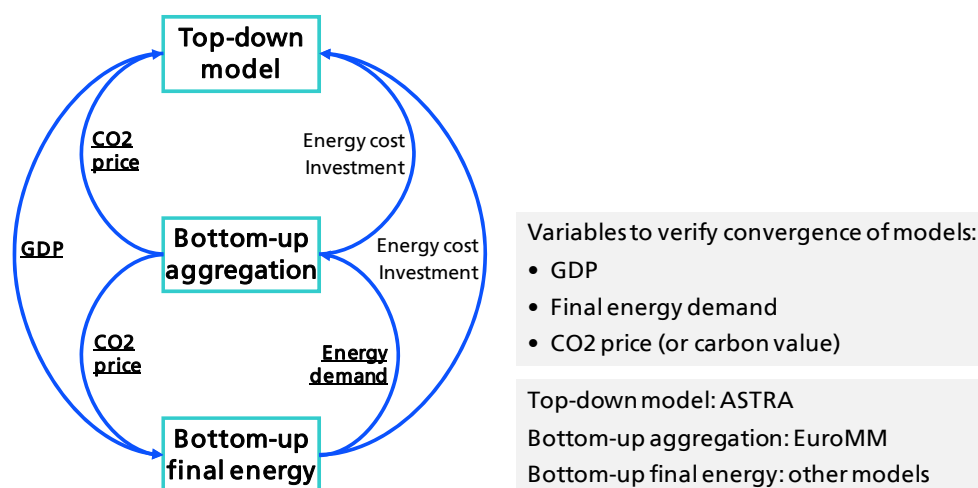 Top-down
model
CO2
price
Energy cost
Investment
GDP
Bottom-up
aggregation
Energy cost
Investment
CO2
price
Energy
demand
Bottom-up
final energy
Variables to verify convergence of models:
• GDP
• Final energy demand
• CO2 price (or carbon value)
Top-down model: ASTRA
Bottom-up aggregation: EuroMM
Bottom-up final energy: other models